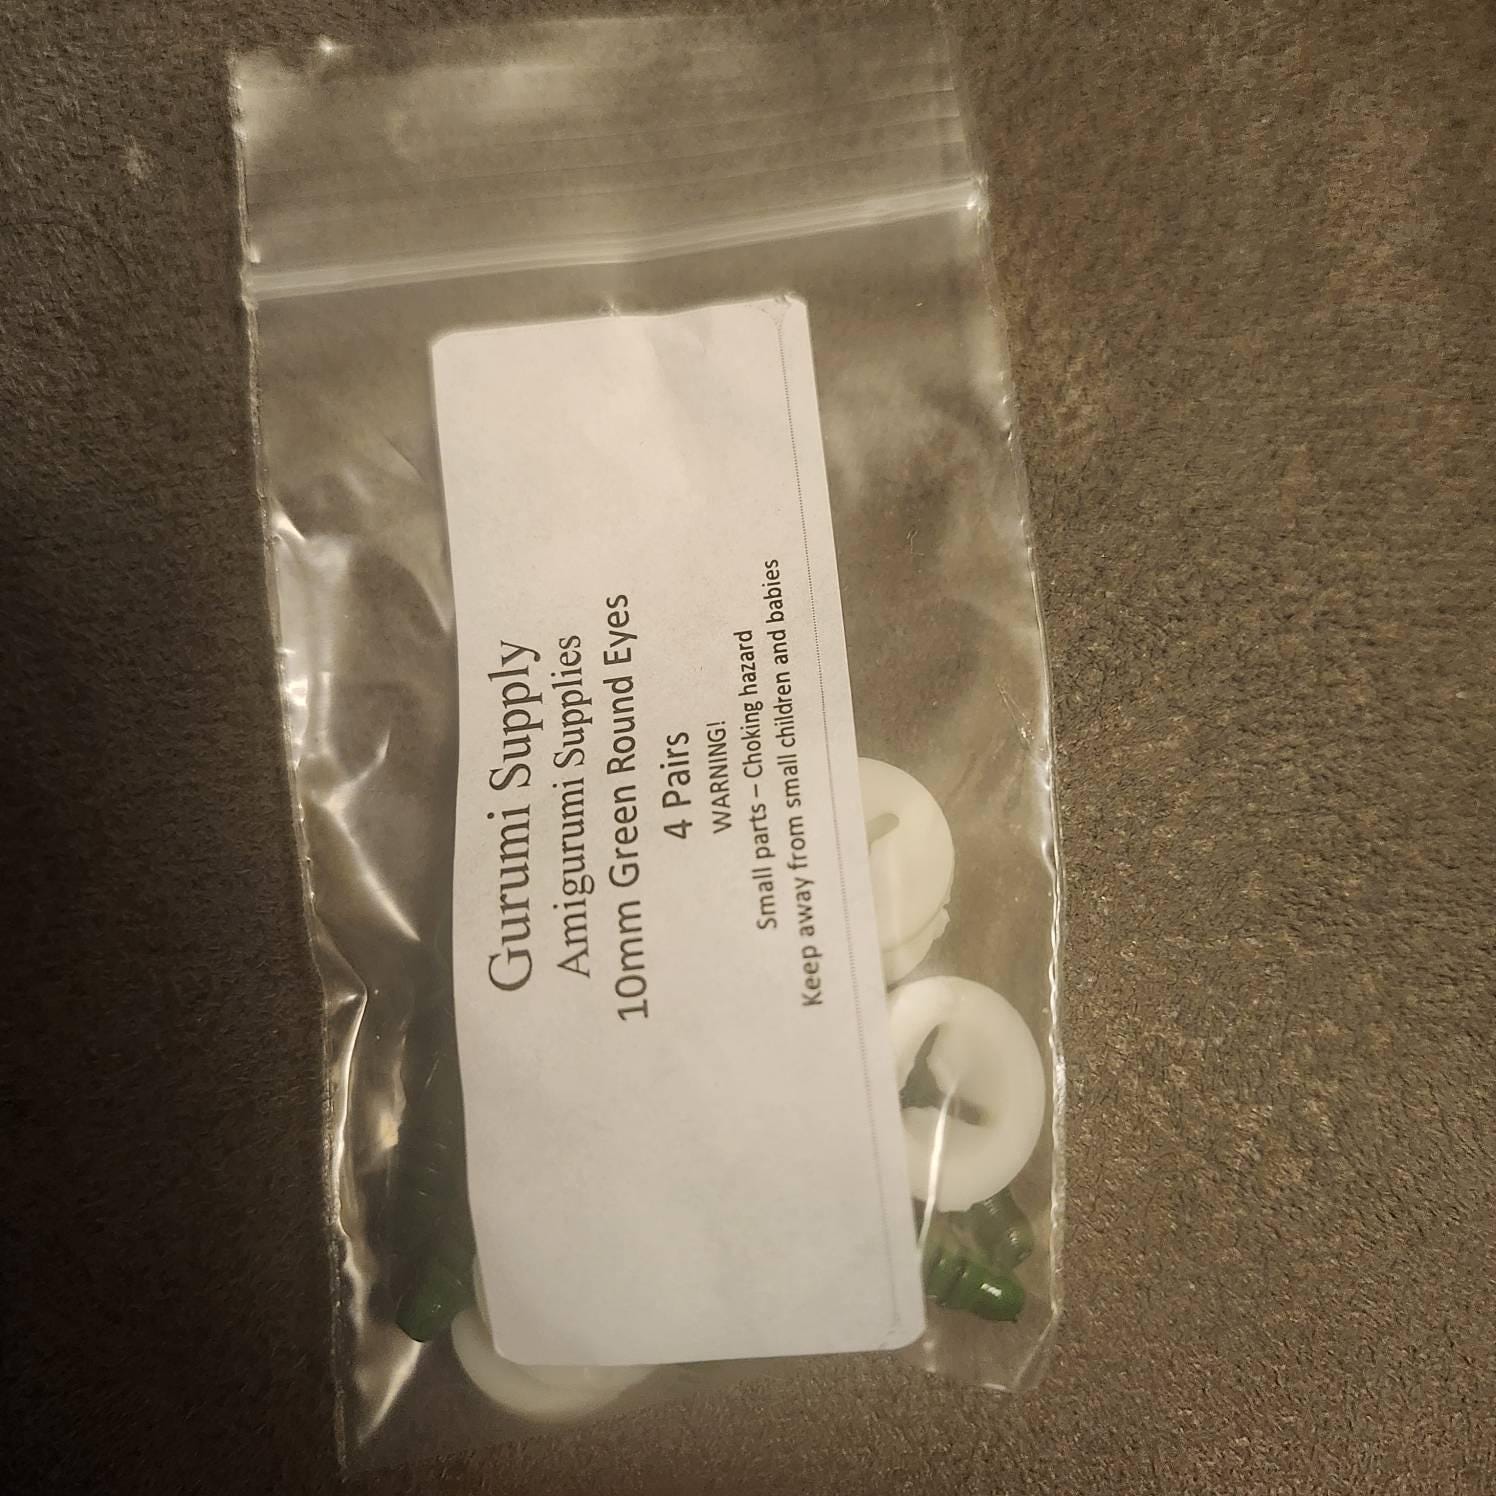 Gurumi Supply
Amigurumi Supplies
10mm Green Round Eyes
4 Pairs
WARNING!
Small parts – Choking hazard
Keep away from small children and babies